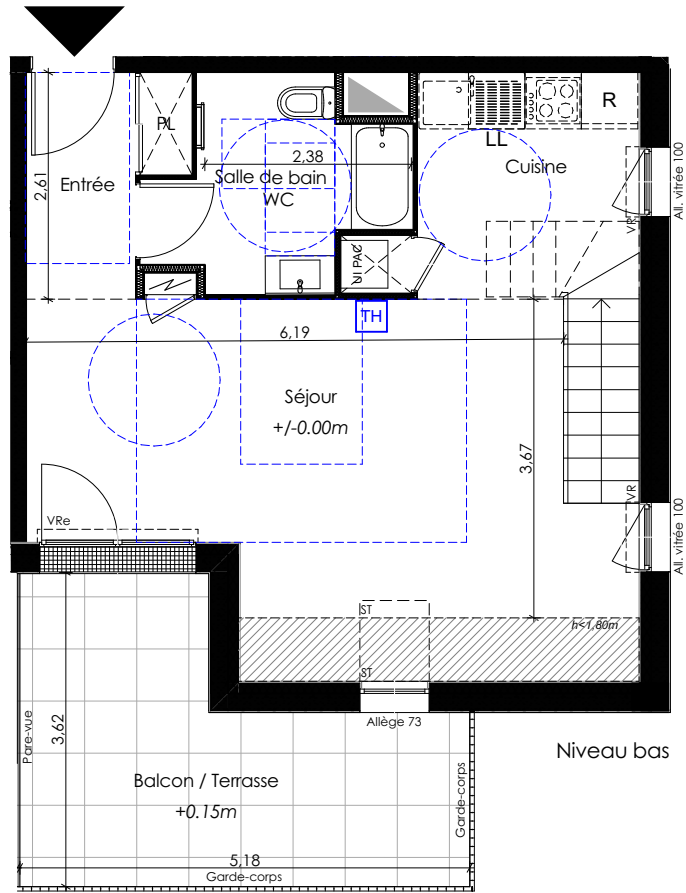 PL
2,38
Salle de bain
WC
Entrée
2,61
LL
R
Cuisine
UI PAC
VR
All. vitrée 100
TH
6,19
Séjour
+/-0.00m
3,67
VRe
VR
All. vitrée 100
ST
h<1,80m
ST
Allège 73
Niveau bas
Pare-vue
3,62
Balcon / Terrasse
+0.15m
Garde-corps
5,18
Garde-corps